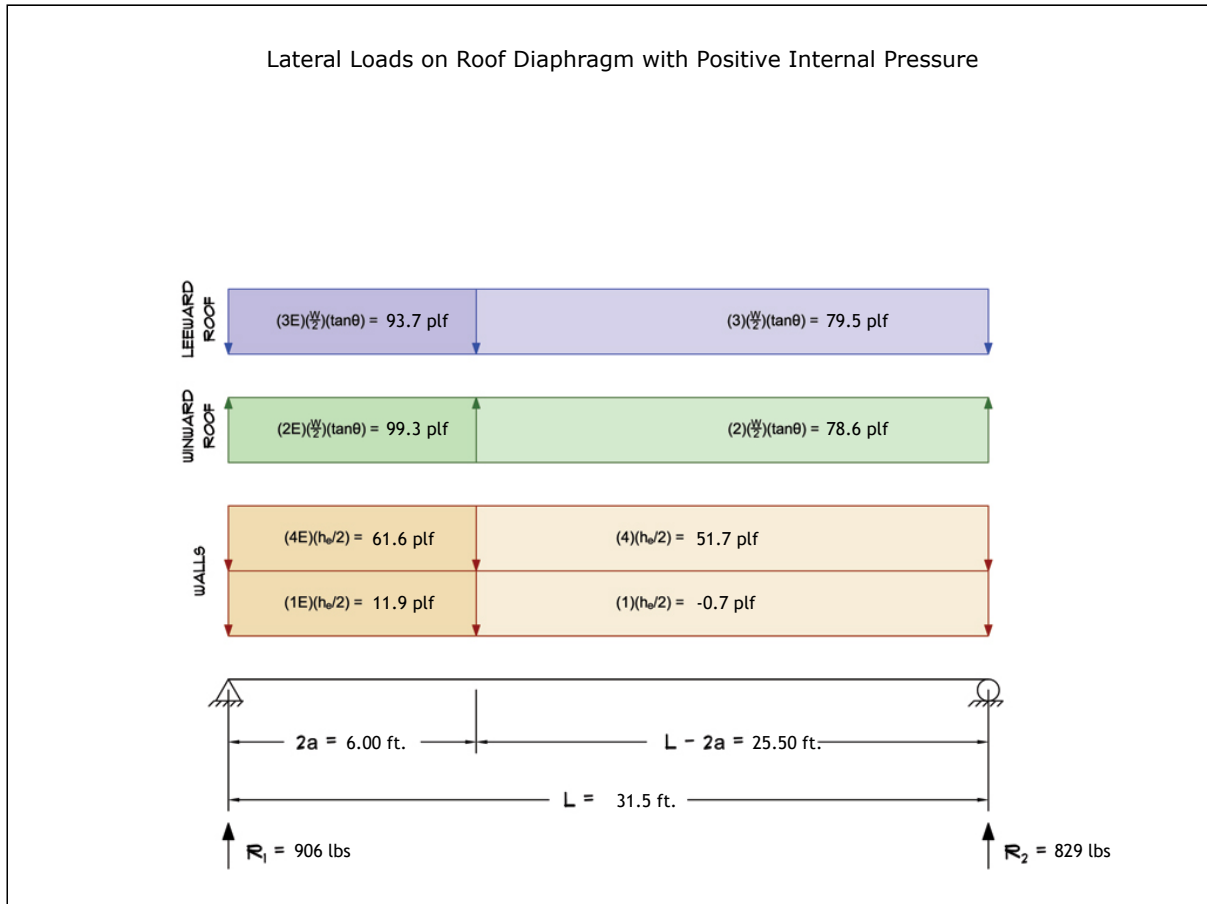 Lateral Loads on Roof Diaphragm with Positive Internal Pressure
LEEWARD
ROOF
(3E)(W/2)(tanθ) = 93.7 plf
(3)(W/2)(tanθ) = 79.5 plf
WINWARD
ROOF
(2E)(W/2)(tanθ) = 99.3 plf
(2)(W/2)(tanθ) = 78.6 plf
WALLS
(4E)(hₑ/2) = 61.6 plf
(4)(hₑ/2) = 51.7 plf
(1E)(hₑ/2) = 11.9 plf
(1)(hₑ/2) = -0.7 plf
2a = 6.00 ft.
L - 2a = 25.50 ft.
L = 31.5 ft.
R₁ = 906 lbs
R₂ = 829 lbs